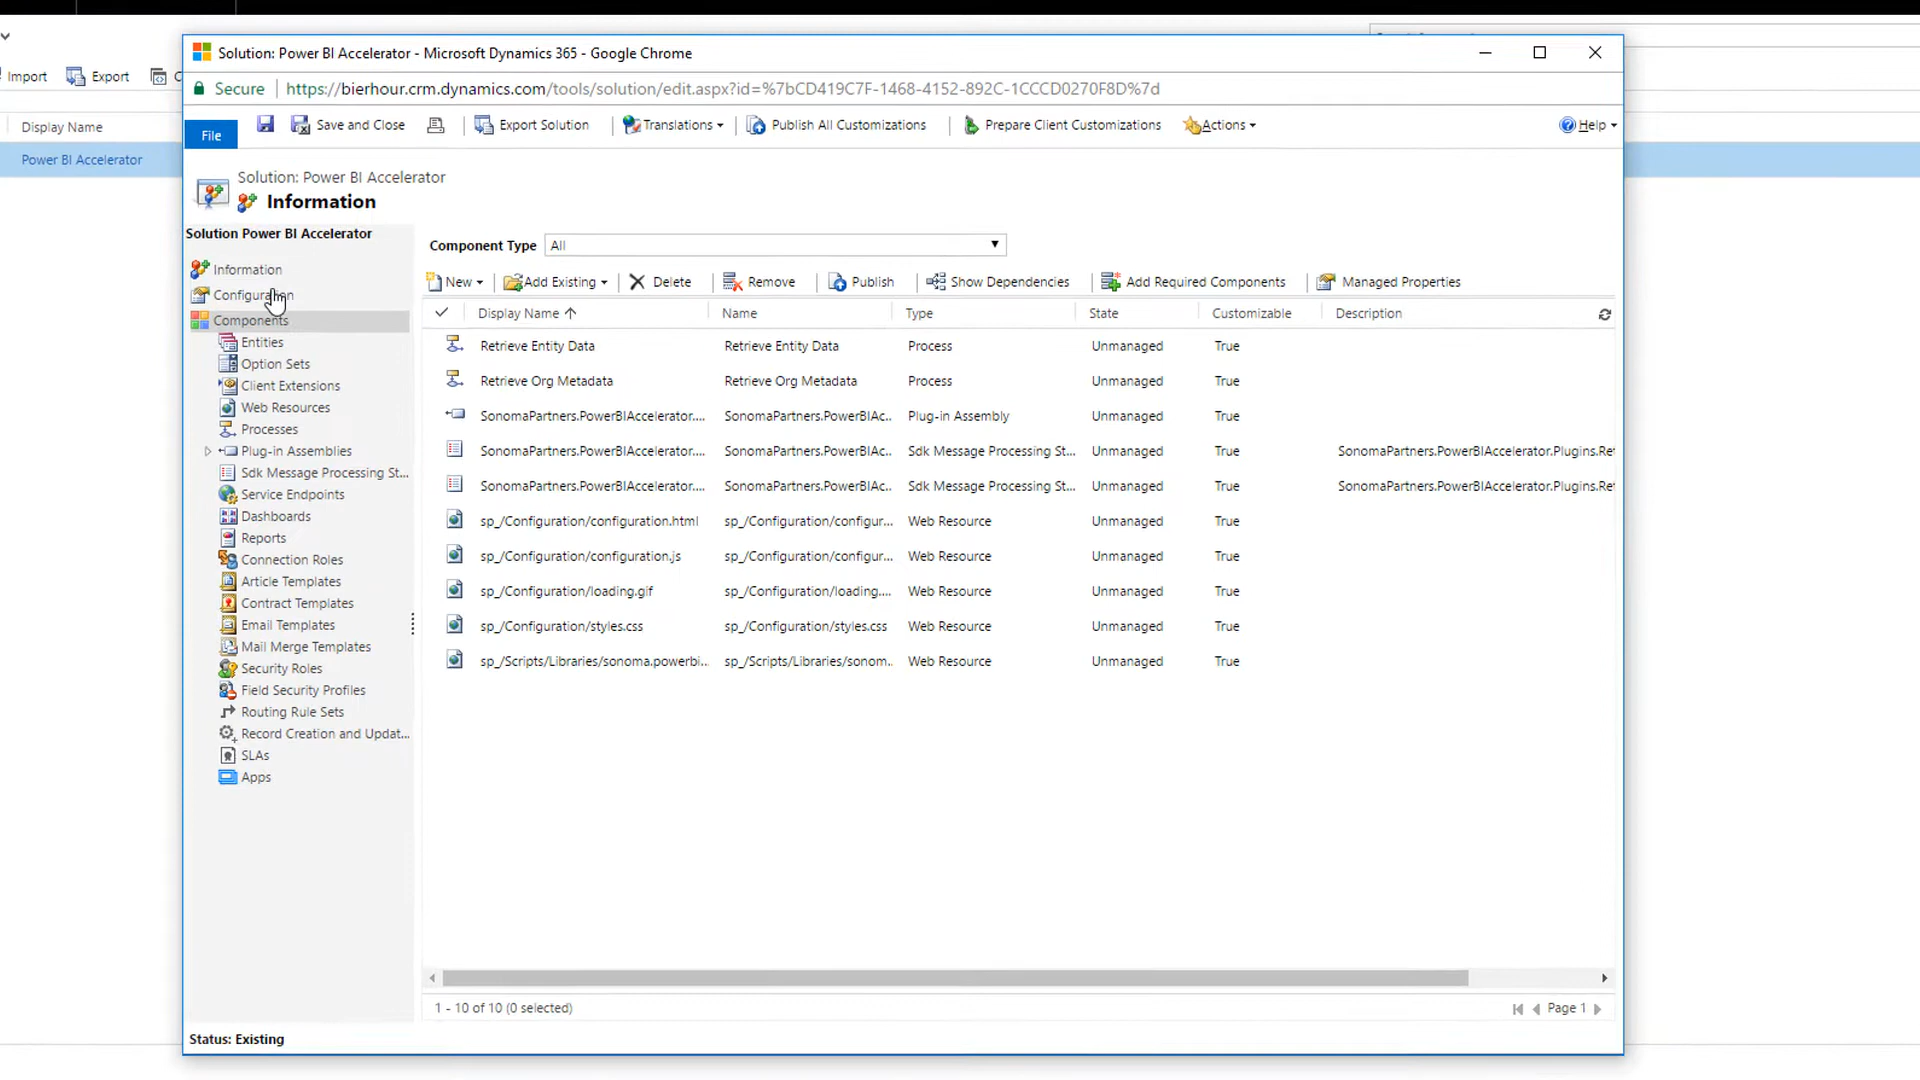 Solution: Power BI Accelerator - Microsoft Dynamics 365 - Google Chrome
Import Export
Secure https://bierhour.crm.dynamics.com/tools/solution/edit.aspx?id=%7bCD419C7F-1468-4152-892C-1CCCD0270F8D%7d
File Save and Close Export Solution Translations Publish All Customizations Prepare Client Customizations Actions Help
Display Name
Power BI Accelerator
Solution: Power BI Accelerator
Information
Solution Power BI Accelerator
Information
Configuration
Components
Entities
Option Sets
Client Extensions
Web Resources
Processes
Plug-in Assemblies
Sdk Message Processing St...
Service Endpoints
Dashboards
Reports
Connection Roles
Article Templates
Contract Templates
Email Templates
Mail Merge Templates
Security Roles
Field Security Profiles
Routing Rule Sets
Record Creation and Updat...
SLAs
Apps
Component Type All
New Add Existing Delete Remove Publish Show Dependencies Add Required Components Managed Properties
Display Name Name Type State Customizable Description
Retrieve Entity Data Retrieve Entity Data Process Unmanaged True
Retrieve Org Metadata Retrieve Org Metadata Process Unmanaged True
SonomaPartners.PowerBIAccelerator.... SonomaPartners.PowerBIAc.. Plug-in Assembly Unmanaged True
SonomaPartners.PowerBIAccelerator.... SonomaPartners.PowerBIAc.. Sdk Message Processing St... Unmanaged True SonomaPartners.PowerBIAccelerator.Plugins.Ret
SonomaPartners.PowerBIAccelerator.... SonomaPartners.PowerBIAc.. Sdk Message Processing St... Unmanaged True SonomaPartners.PowerBIAccelerator.Plugins.Ret
sp_/Configuration/configuration.html sp_/Configuration/configur... Web Resource Unmanaged True
sp_/Configuration/configuration.js sp_/Configuration/configur... Web Resource Unmanaged True
sp_/Configuration/loading.gif sp_/Configuration/loading.... Web Resource Unmanaged True
sp_/Configuration/styles.css sp_/Configuration/styles.css Web Resource Unmanaged True
sp_/Scripts/Libraries/sonoma.powerbi... sp_/Scripts/Libraries/sonom.. Web Resource Unmanaged True
1 - 10 of 10 (0 selected) Page 1
Status: Existing